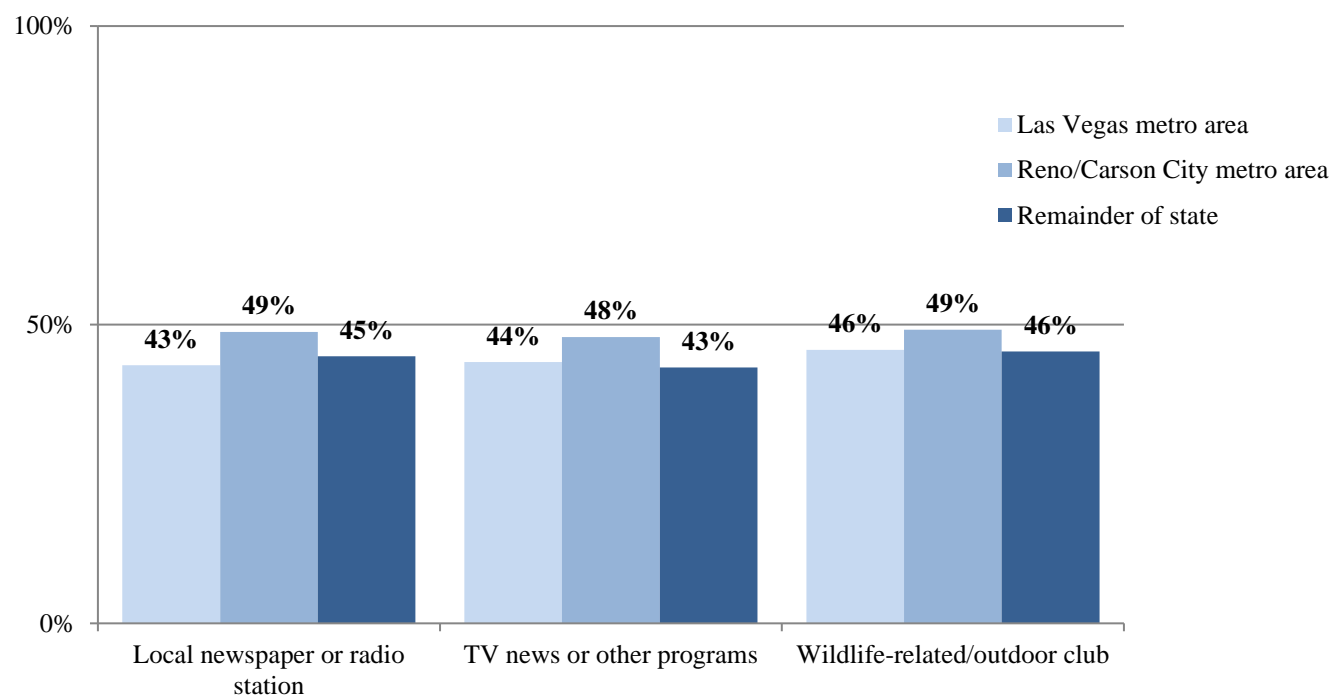 100%
Las Vegas metro area
Reno/Carson City metro area
Remainder of state
49%
49%
48%
50%
46%
46%
45%
43%
44%
43%
0%
Local newspaper or radio
station
TV news or other programs
Wildlife-related/outdoor club